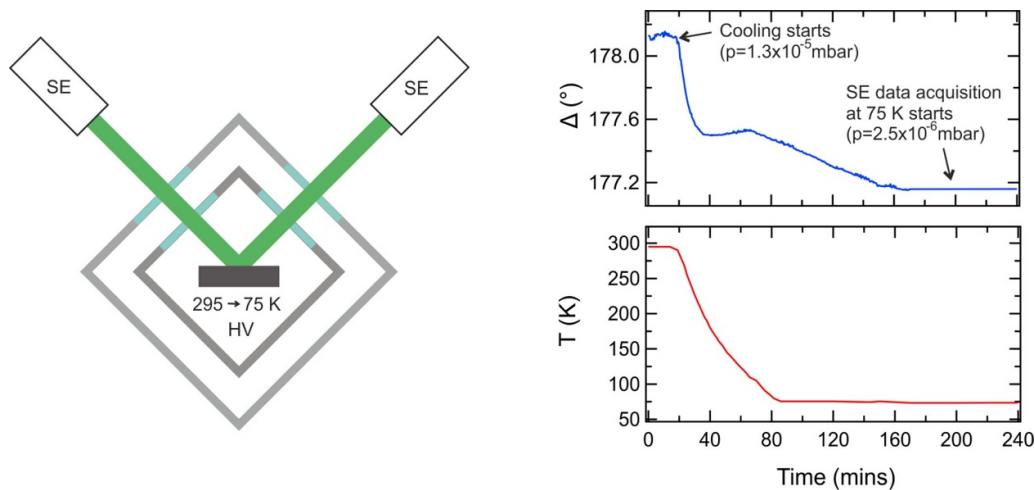 SE
SE
295 → 75 K
HV
Δ (°)
178.0
177.6
177.2
Cooling starts
(p=1.3x10⁻⁵mbar)
SE data acquisition
at 75 K starts
(p=2.5x10⁻⁶mbar)
T (K)
300
250
200
150
100
50
0 40 80 120 160 200 240
Time (mins)